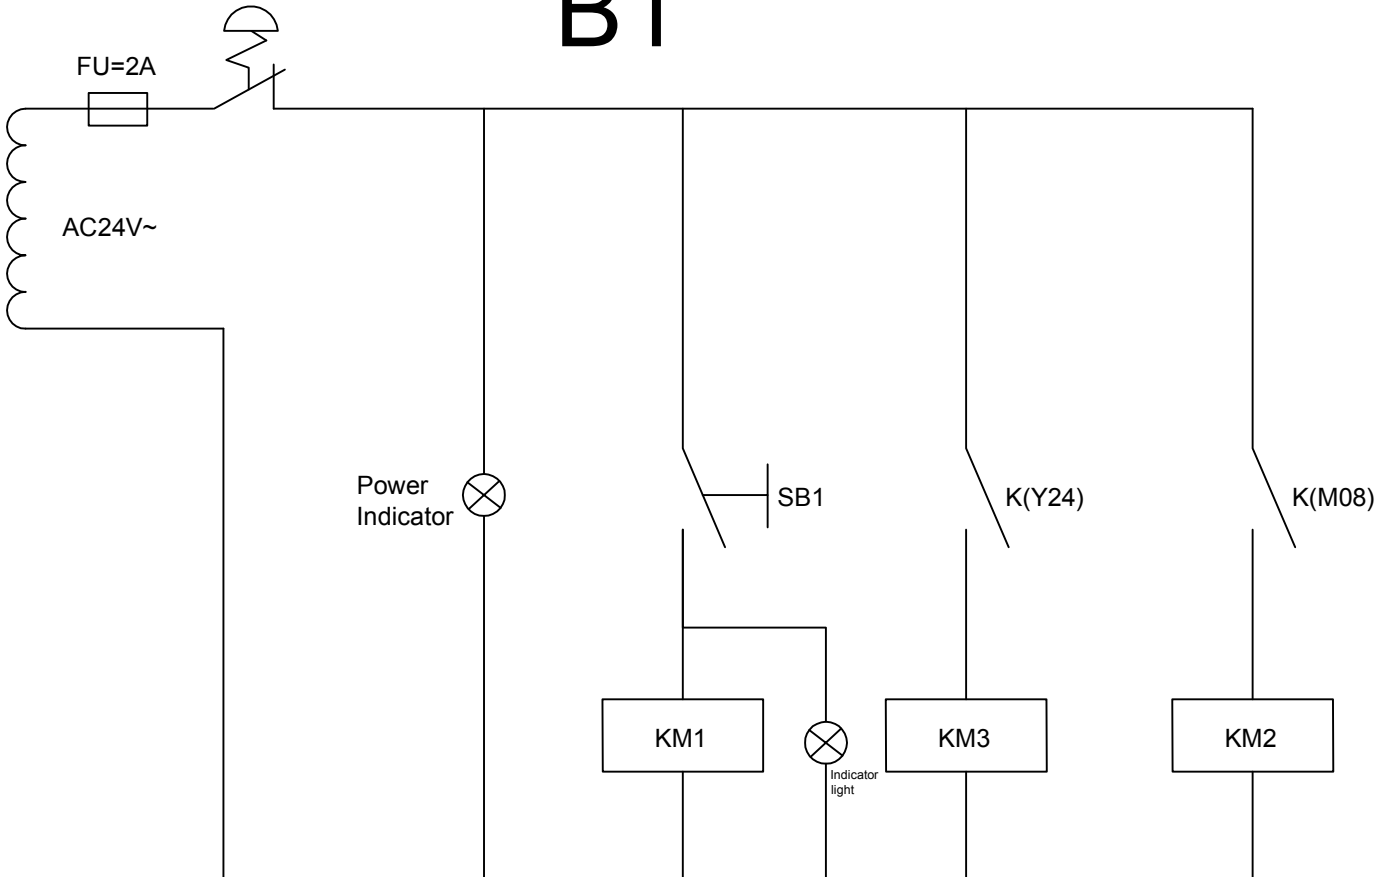 B1
FU=2A
AC24V~
Power
Indicator
SB1
K(Y24)
K(M08)
KM1
KM3
KM2
Indicator
light